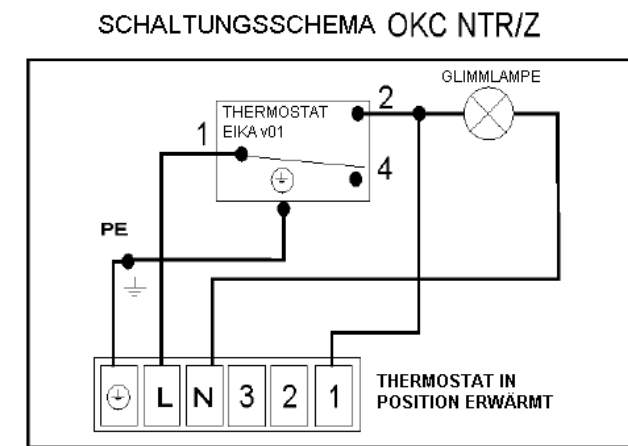 SCHALTUNGSSCHEMA OKC NTR/Z
GLIMMLAMPE
THERMOSTAT
EIKA v01
2
1
4
PE
L N 3 2 1
THERMOSTAT IN
POSITION ERWÄRMT